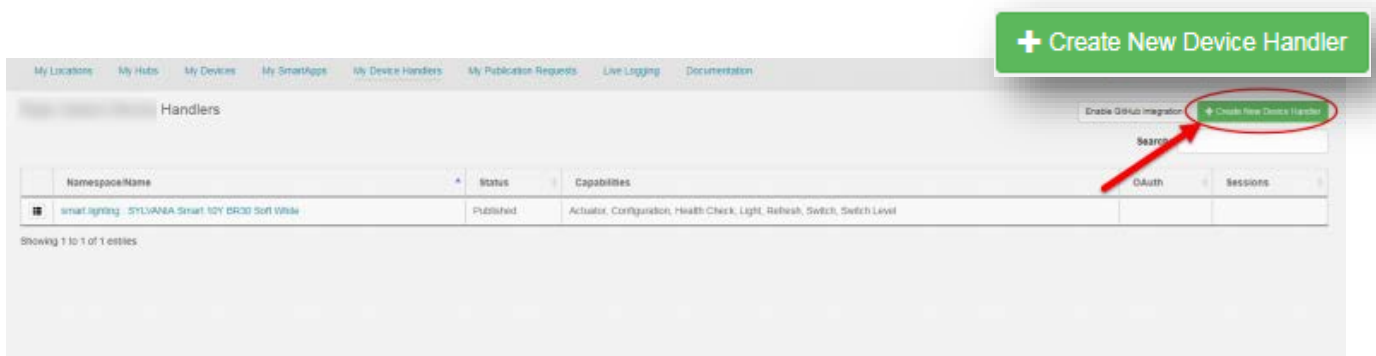 + Create New Device Handler
My Locations My Hubs My Devices My SmartApps My Device Handlers My Publication Requests Live Logging Documentation
Handlers
Enable GitHub Integration + Create New Device Handler
Search
Namespace/Name Status Capabilities OAuth Sessions
smart.lighting : SYLVANIA Smart 10Y BR30 Soft White Published Actuator, Configuration, Health Check, Light, Refresh, Switch, Switch Level
Showing 1 to 1 of 1 entries